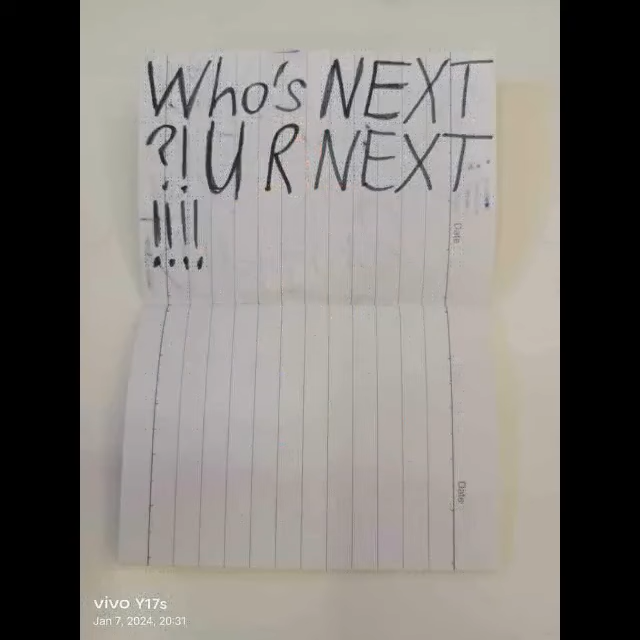 Who's NEXT
?! U R NEXT
!!!!
Date:
Date:
vivo Y17s
Jan 7, 2024, 20:31